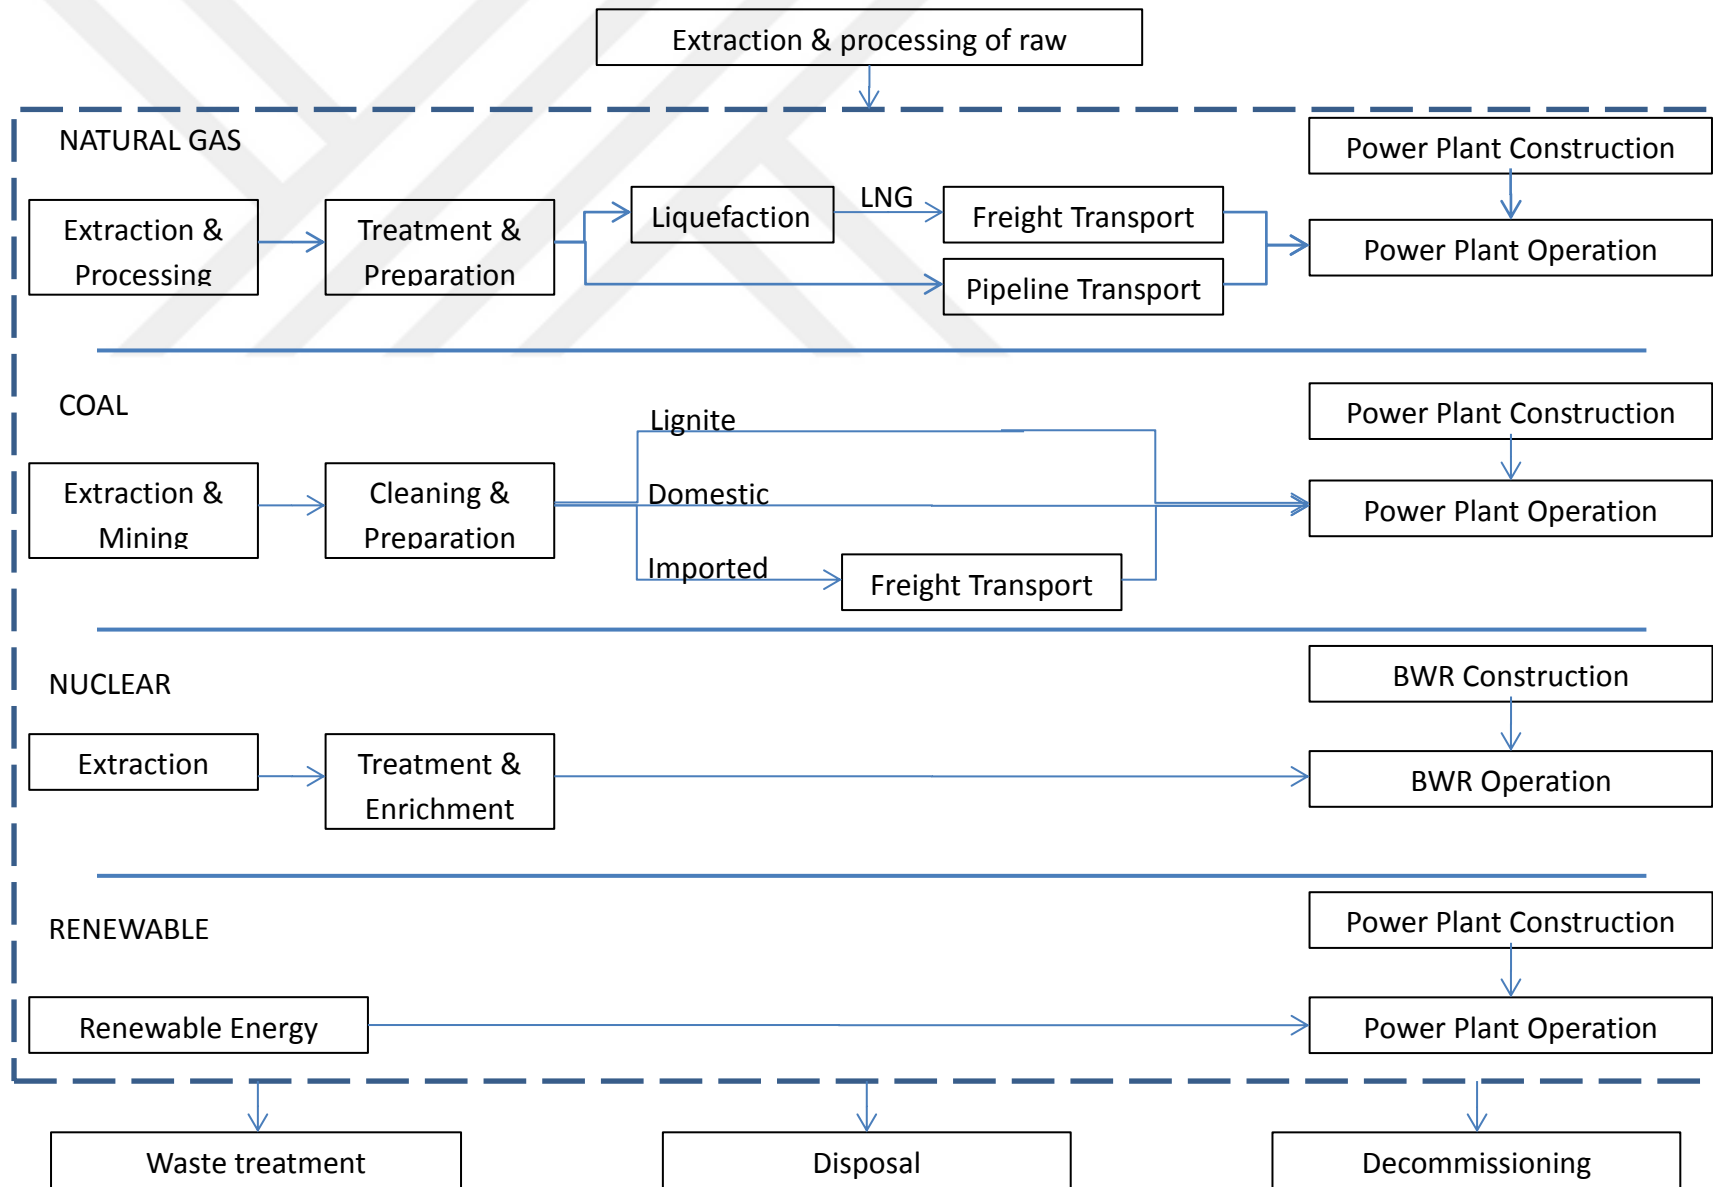 Extraction & processing of raw
NATURAL GAS
Power Plant Construction
Extraction &
Processing
Treatment &
Preparation
Liquefaction
LNG
Freight Transport
Pipeline Transport
Power Plant Operation
COAL
Power Plant Construction
Extraction &
Mining
Cleaning &
Preparation
Lignite
Domestic
Imported
Freight Transport
Power Plant Operation
NUCLEAR
BWR Construction
Extraction
Treatment &
Enrichment
BWR Operation
RENEWABLE
Power Plant Construction
Renewable Energy
Power Plant Operation
Waste treatment
Disposal
Decommissioning